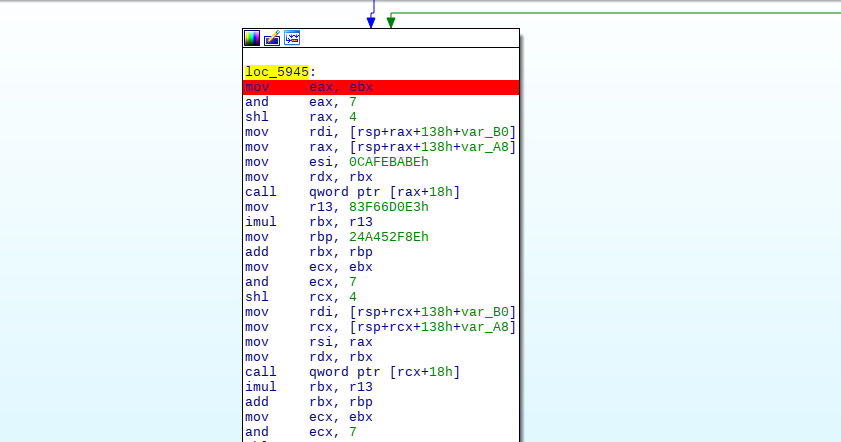 loc_5945:
mov eax, ebx
and eax, 7
shl rax, 4
mov rdi, [rsp+rax+138h+var_B0]
mov rax, [rsp+rax+138h+var_A8]
mov esi, 0CAFEBABEh
mov rdx, rbx
call qword ptr [rax+18h]
mov r13, 83F66D0E3h
imul rbx, r13
mov rbp, 24A452F8Eh
add rbx, rbp
mov ecx, ebx
and ecx, 7
shl rcx, 4
mov rdi, [rsp+rcx+138h+var_B0]
mov rcx, [rsp+rcx+138h+var_A8]
mov rsi, rax
mov rdx, rbx
call qword ptr [rcx+18h]
imul rbx, r13
add rbx, rbp
mov ecx, ebx
and ecx, 7